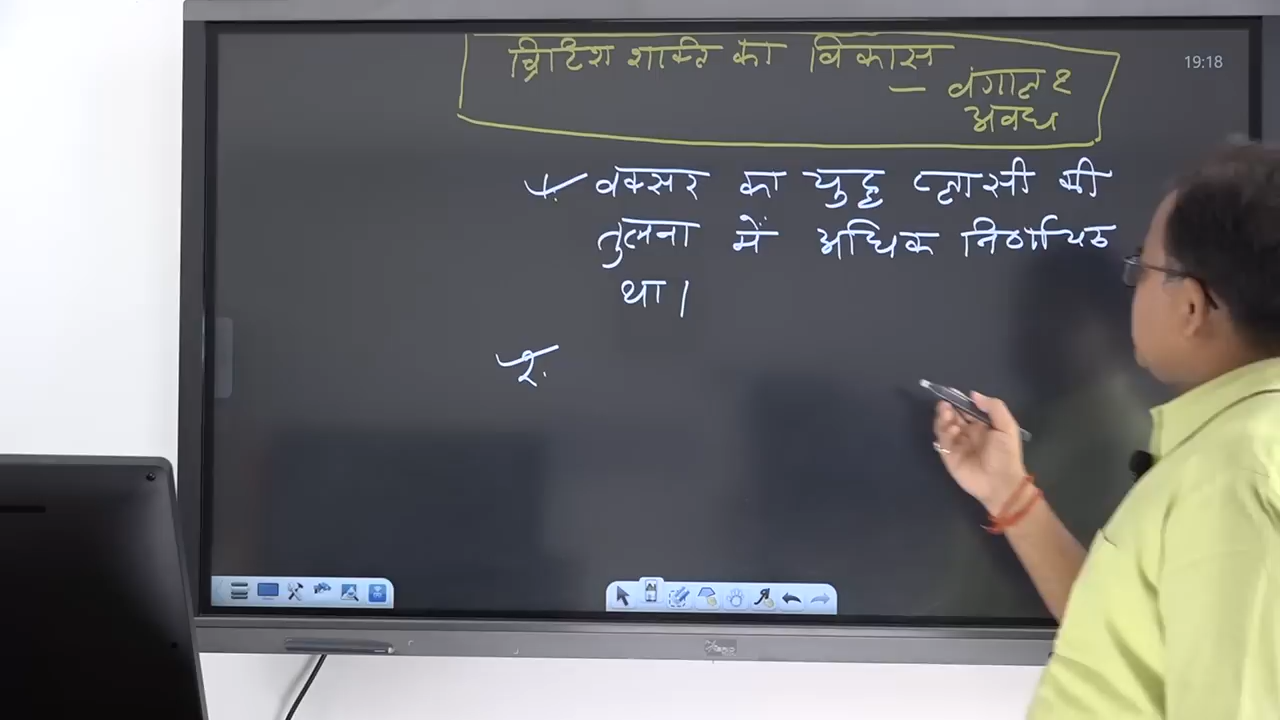 ब्रिटिश शक्ति का विकास
19:18
— बंगाल &
अवध
1. बक्सर का युद्ध प्लासी की
तुलना में अधिक निर्णायक
था।
2.